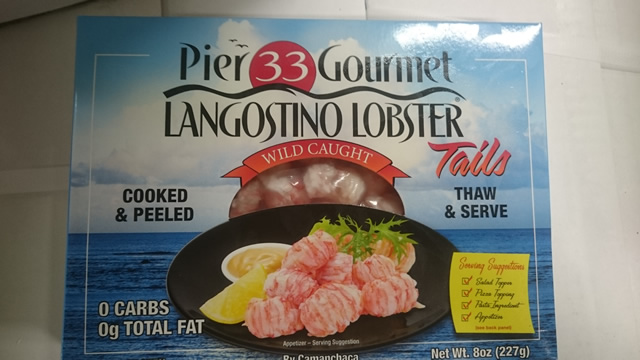 Pier 33 Gourmet
LANGOSTINO LOBSTER
Tails
WILD CAUGHT
COOKED
& PEELED
THAW
& SERVE
0 CARBS
0g TOTAL FAT
Serving Suggestions
Salad Topper
Pizza Topping
Pasta Ingredient
Appetizer
(see back panel)
Appetizer - Serving Suggestion
By Camanchaca
Net Wt. 8oz (227g)